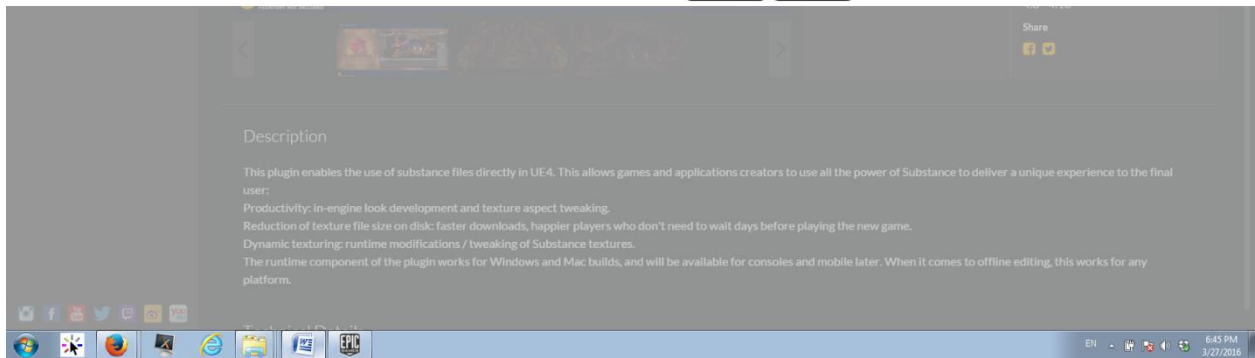 Share
Description
This plugin enables the use of substance files directly in UE4. This allows games and applications creators to use all the power of Substance to deliver a unique experience to the final
user:
Productivity: in-engine look development and texture aspect tweaking.
Reduction of texture file size on disk: faster downloads, happier players who don't need to wait days before playing the new game.
Dynamic texturing: runtime modifications / tweaking of Substance textures.
The runtime component of the plugin works for Windows and Mac builds, and will be available for consoles and mobile later. When it comes to offline editing, this works for any
platform.
Technical Details
EPIC
GAMES
EN
6:45 PM
3/27/2016